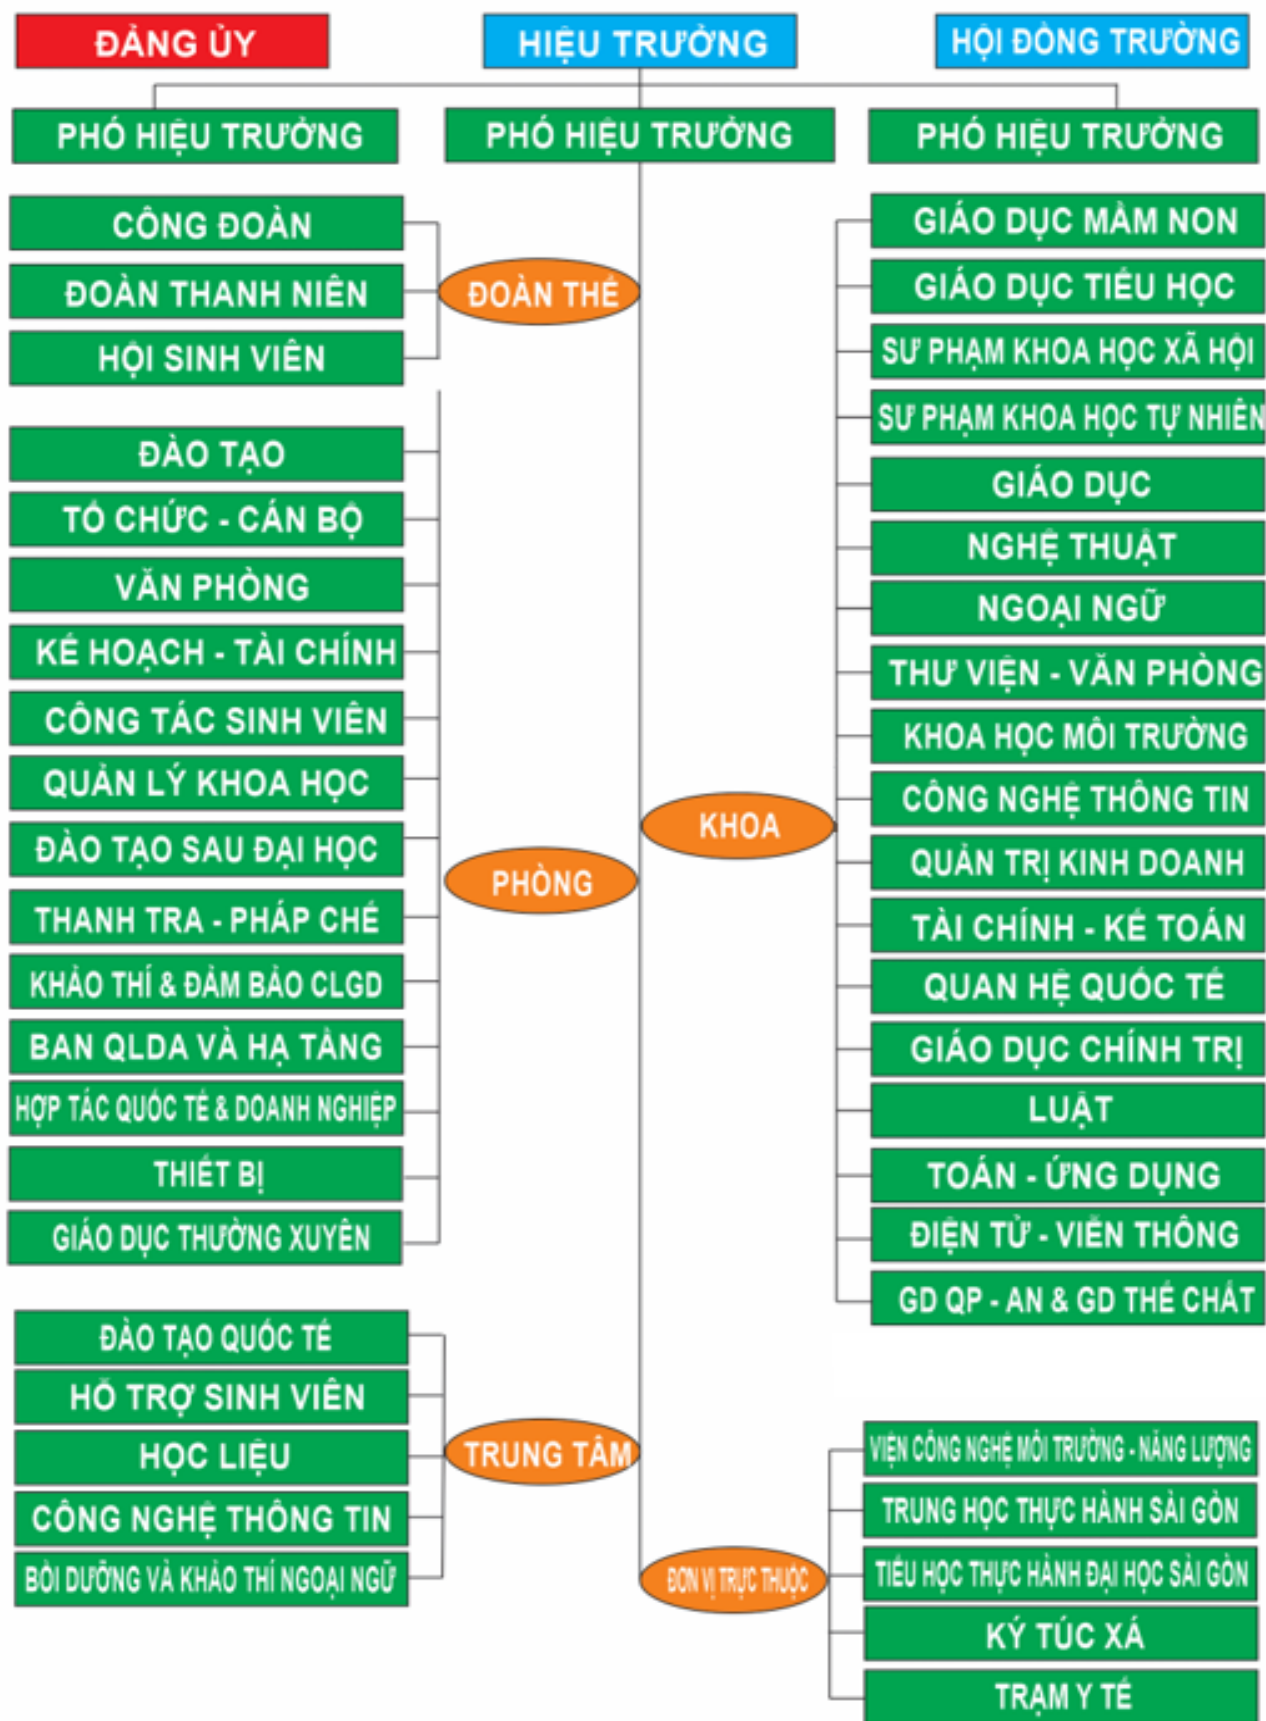 ĐẢNG ỦY
HIỆU TRƯỞNG
HỘI ĐỒNG TRƯỜNG
PHÓ HIỆU TRƯỞNG
PHÓ HIỆU TRƯỞNG
PHÓ HIỆU TRƯỞNG
CÔNG ĐOÀN
ĐOÀN THANH NIÊN
HỘI SINH VIÊN
ĐOÀN THỂ
ĐÀO TẠO
TỔ CHỨC - CÁN BỘ
VĂN PHÒNG
KẾ HOẠCH - TÀI CHÍNH
CÔNG TÁC SINH VIÊN
QUẢN LÝ KHOA HỌC
ĐÀO TẠO SAU ĐẠI HỌC
THANH TRA - PHÁP CHẾ
KHẢO THÍ & ĐẢM BẢO CLGD
BAN QLDA VÀ HẠ TẦNG
HỢP TÁC QUỐC TẾ & DOANH NGHIỆP
THIẾT BỊ
GIÁO DỤC THƯỜNG XUYÊN
PHÒNG
GIÁO DỤC MẦM NON
GIÁO DỤC TIỂU HỌC
SƯ PHẠM KHOA HỌC XÃ HỘI
SƯ PHẠM KHOA HỌC TỰ NHIÊN
GIÁO DỤC
NGHỆ THUẬT
NGOẠI NGỮ
THƯ VIỆN - VĂN PHÒNG
KHOA HỌC MÔI TRƯỜNG
CÔNG NGHỆ THÔNG TIN
QUẢN TRỊ KINH DOANH
TÀI CHÍNH - KẾ TOÁN
QUAN HỆ QUỐC TẾ
GIÁO DỤC CHÍNH TRỊ
LUẬT
TOÁN - ỨNG DỤNG
ĐIỆN TỬ - VIỄN THÔNG
GD QP - AN & GD THỂ CHẤT
KHOA
ĐÀO TẠO QUỐC TẾ
HỖ TRỢ SINH VIÊN
HỌC LIỆU
CÔNG NGHỆ THÔNG TIN
BỒI DƯỠNG VÀ KHẢO THÍ NGOẠI NGỮ
TRUNG TÂM
VIỆN CÔNG NGHỆ MÔI TRƯỜNG - NĂNG LƯỢNG
TRUNG HỌC THỰC HÀNH SÀI GÒN
TIỂU HỌC THỰC HÀNH ĐẠI HỌC SÀI GÒN
KÝ TÚC XÁ
TRẠM Y TẾ
ĐƠN VỊ TRỰC THUỘC